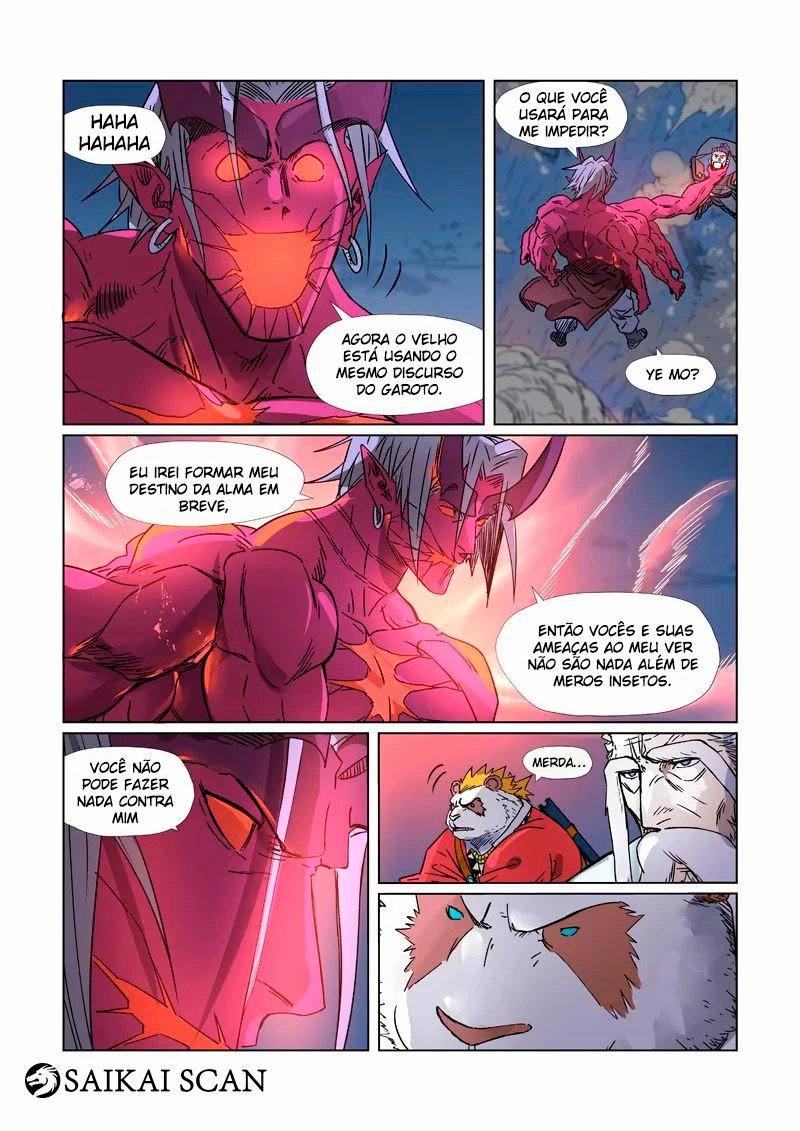 HAHA
HAHAHA
AGORA O VELHO
ESTÁ USANDO O
MESMO DISCURSO
DO GAROTO.
O QUE VOCÊ
USARÁ PARA
ME IMPEDIR?
YE MO?
EU IREI FORMAR MEU
DESTINO DA ALMA EM
BREVE,
ENTÃO VOCÊS E SUAS
AMEAÇAS AO MEU VER
NÃO SÃO NADA ALÉM DE
MEROS INSETOS.
VOCÊ NÃO
PODE FAZER
NADA CONTRA
MIM
MERDA...
SAIKAI SCAN